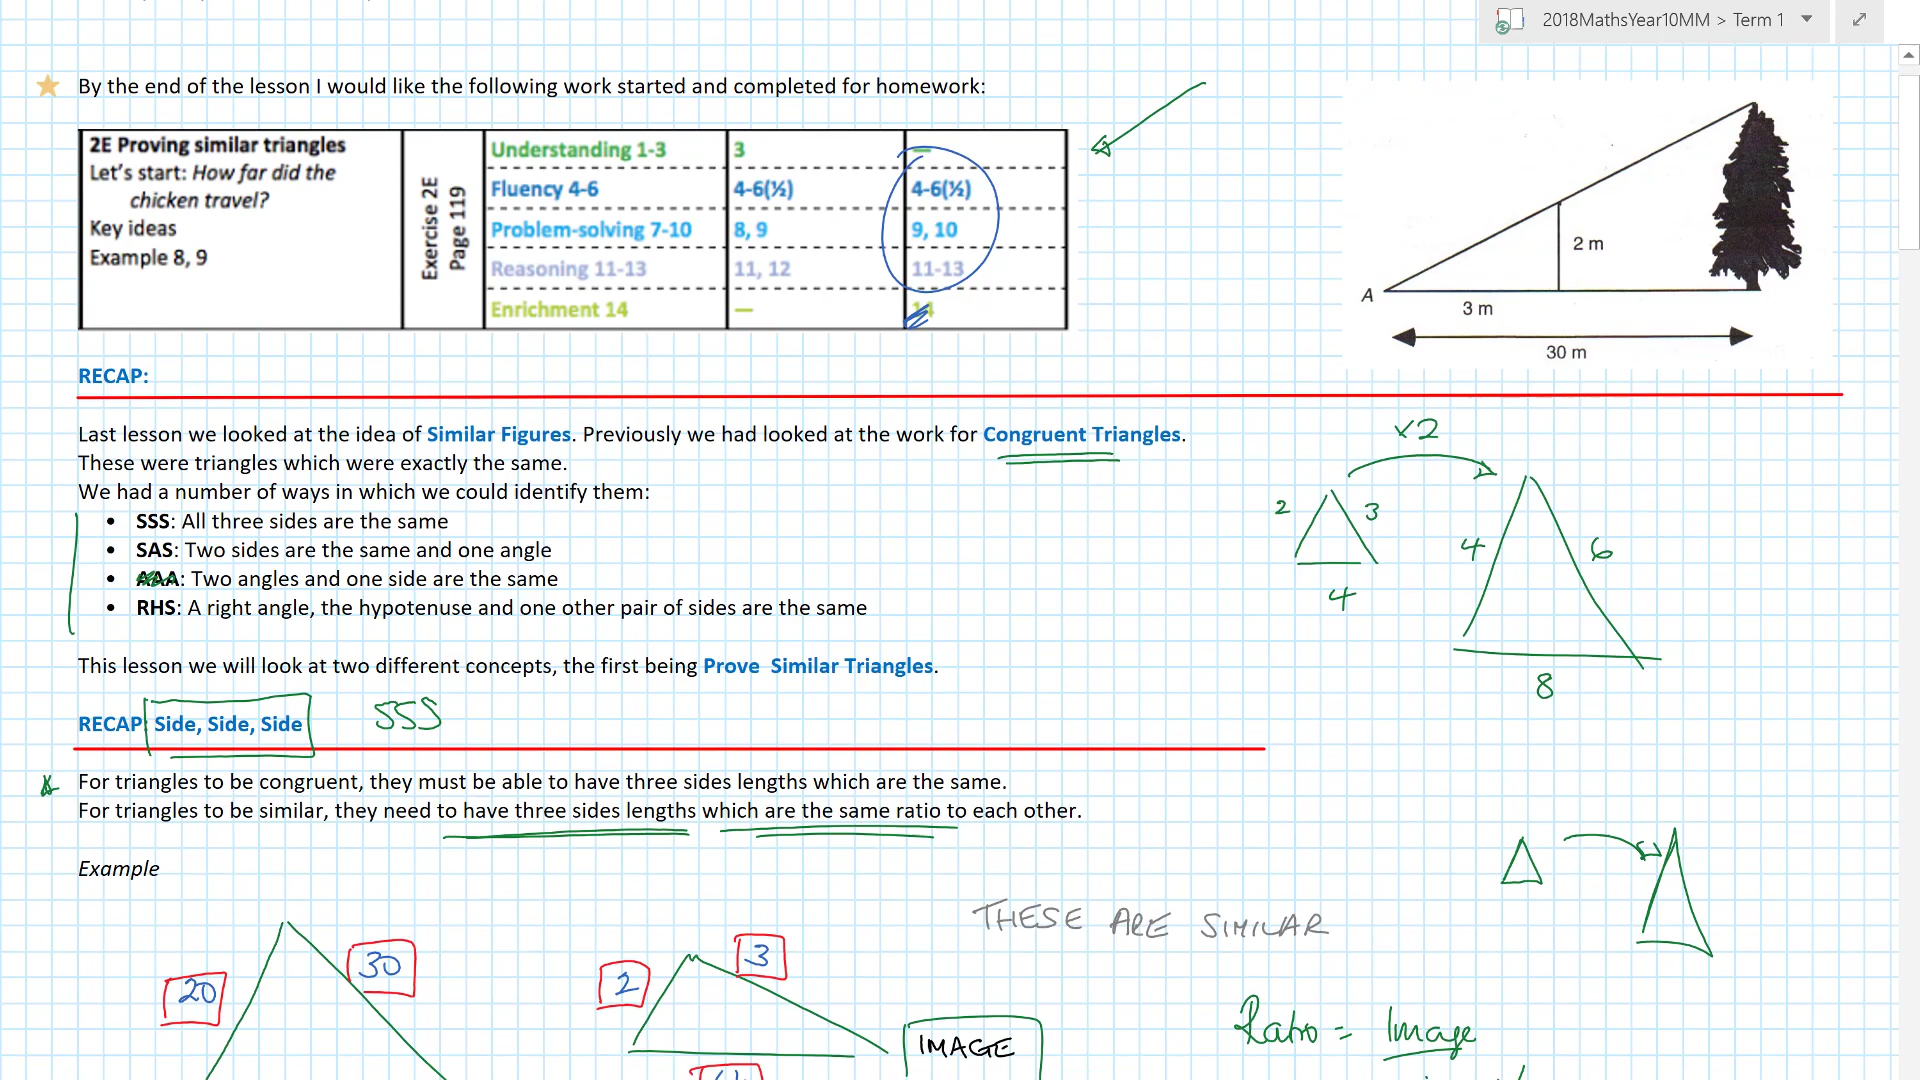 2018MathsYear10MM > Term 1
By the end of the lesson I would like the following work started and completed for homework:
2E Proving similar triangles
Let's start: How far did the
chicken travel?
Key ideas
Example 8, 9
Exercise 2E
Page 119
Understanding 1-3 3 —
Fluency 4-6 4-6(½) 4-6(½)
Problem-solving 7-10 8, 9 9, 10
Reasoning 11-13 11, 12 11-13
Enrichment 14 — 14
2 m
A
3 m
30 m
RECAP:
Last lesson we looked at the idea of Similar Figures. Previously we had looked at the work for Congruent Triangles.
These were triangles which were exactly the same.
We had a number of ways in which we could identify them:
• SSS: All three sides are the same
• SAS: Two sides are the same and one angle
• AAA: Two angles and one side are the same
• RHS: A right angle, the hypotenuse and one other pair of sides are the same
×2
2 3
4
4 6
8
This lesson we will look at two different concepts, the first being Prove  Similar Triangles.
RECAP Side, Side, Side SSS
For triangles to be congruent, they must be able to have three sides lengths which are the same.
For triangles to be similar, they need to have three sides lengths which are the same ratio to each other.
Example
THESE ARE SIMILAR
20 30
2 3
IMAGE
Ratio = Image